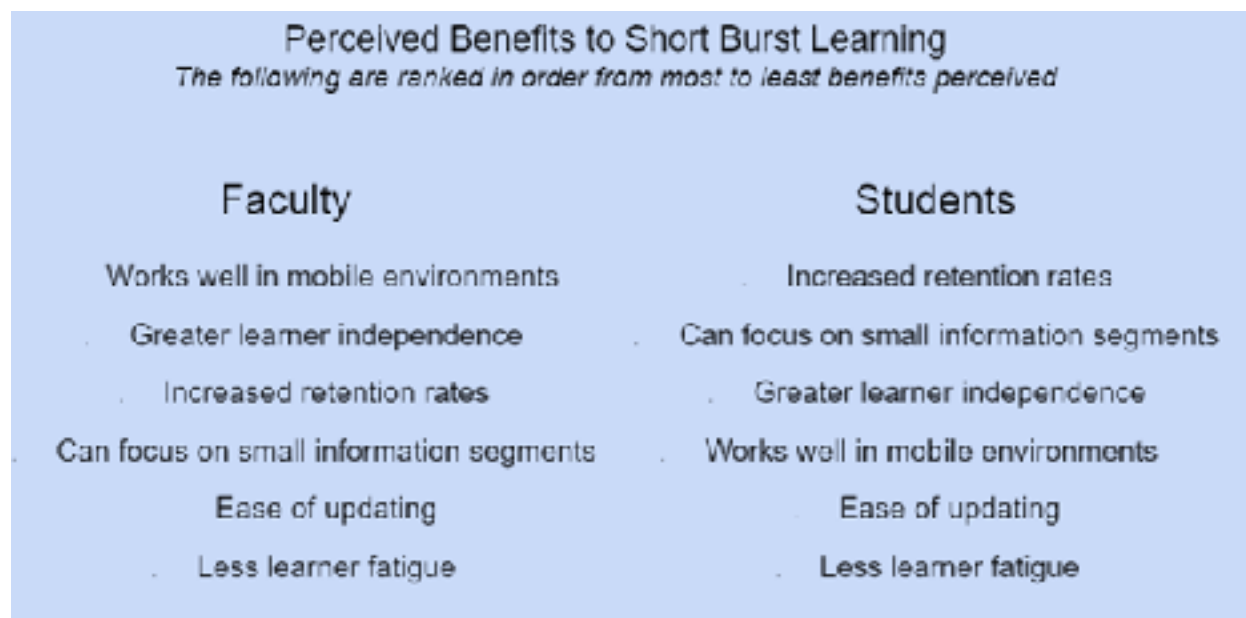 Perceived Benefits to Short Burst Learning
The following are ranked in order from most to least benefits perceived
Faculty
Works well in mobile environments
Greater learner independence
Increased retention rates
Can focus on small information segments
Ease of updating
Less learner fatigue
Students
Increased retention rates
Can focus on small information segments
Greater learner independence
Works well in mobile environments
Ease of updating
Less learner fatigue